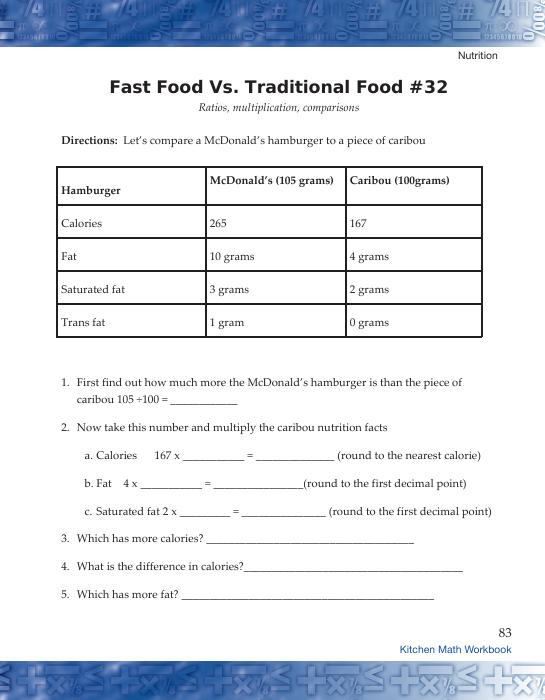 Nutrition
Fast Food Vs. Traditional Food #32
Ratios, multiplication, comparisons
Directions: Let's compare a McDonald's hamburger to a piece of caribou
Hamburger McDonald's (105 grams) Caribou (100grams)
Calories 265 167
Fat 10 grams 4 grams
Saturated fat 3 grams 2 grams
Trans fat 1 gram 0 grams
1. First find out how much more the McDonald's hamburger is than the piece of
caribou 105 ÷100 = ____________
2. Now take this number and multiply the caribou nutrition facts
a. Calories 167 x ___________ = ______________ (round to the nearest calorie)
b. Fat 4 x ___________ = ________________(round to the first decimal point)
c. Saturated fat 2 x _________ = _______________ (round to the first decimal point)
3. Which has more calories? _____________________________________
4. What is the difference in calories?_______________________________________
5. Which has more fat? _____________________________________________
83
Kitchen Math Workbook